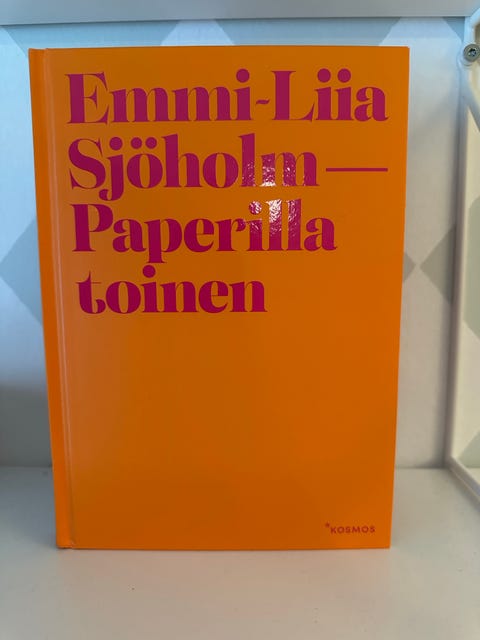 Emmi-Liia
Sjöholm —
Paperilla
toinen
*KOSMOS